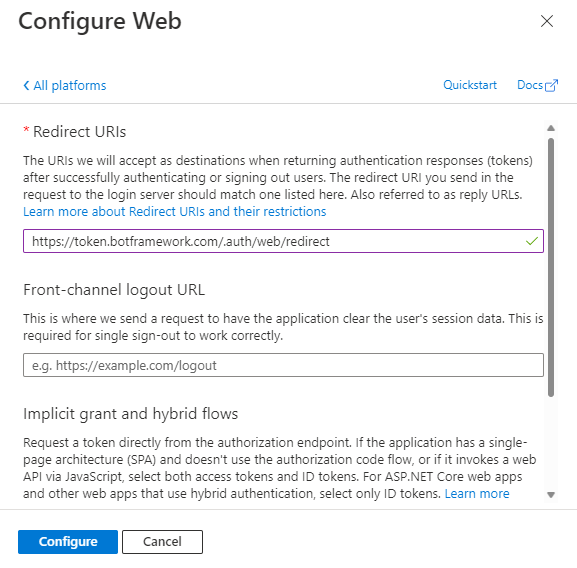 Configure Web
All platforms
Quickstart
Docs
* Redirect URIs
The URIs we will accept as destinations when returning authentication responses (tokens)
after successfully authenticating or signing out users. The redirect URI you send in the
request to the login server should match one listed here. Also referred to as reply URLs.
Learn more about Redirect URIs and their restrictions
https://token.botframework.com/.auth/web/redirect
Front-channel logout URL
This is where we send a request to have the application clear the user's session data. This is
required for single sign-out to work correctly.
e.g. https://example.com/logout
Implicit grant and hybrid flows
Request a token directly from the authorization endpoint. If the application has a single-
page architecture (SPA) and doesn't use the authorization code flow, or if it invokes a web
API via JavaScript, select both access tokens and ID tokens. For ASP.NET Core web apps
and other web apps that use hybrid authentication, select only ID tokens. Learn more
Configure
Cancel